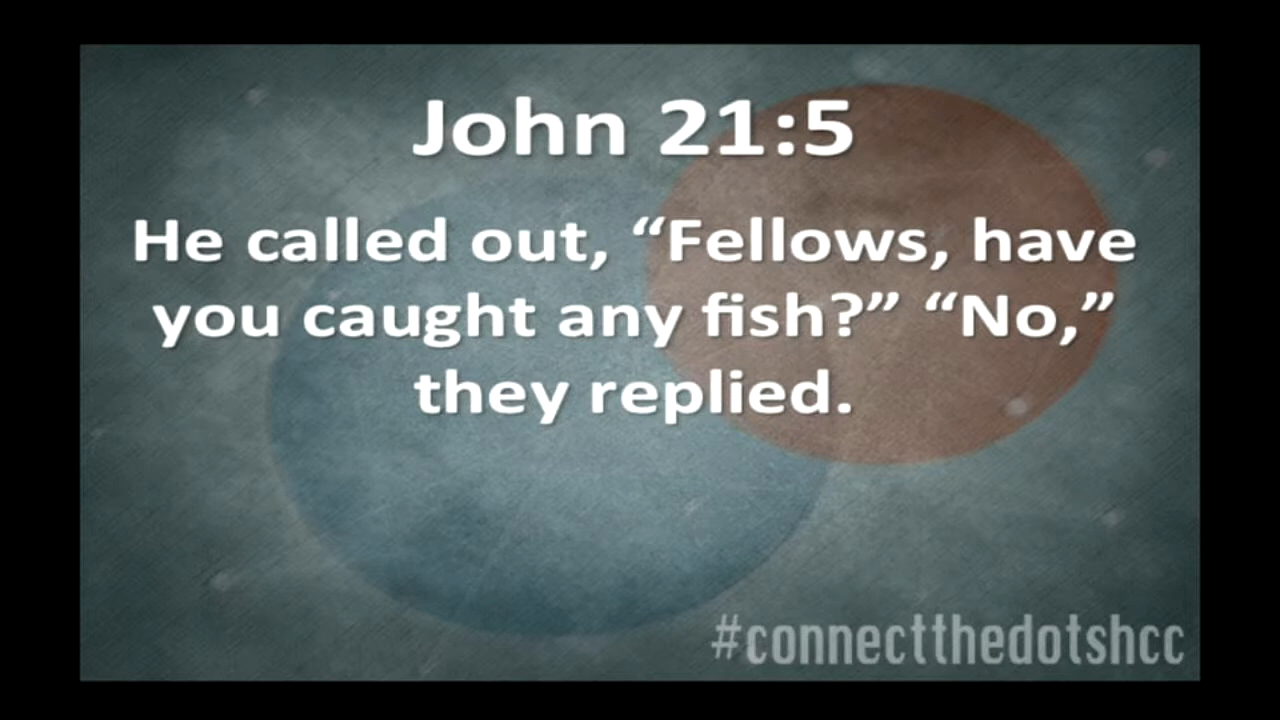 John 21:5
He called out, “Fellows, have
you caught any fish?” “No,”
they replied.
#connectthedotshcc